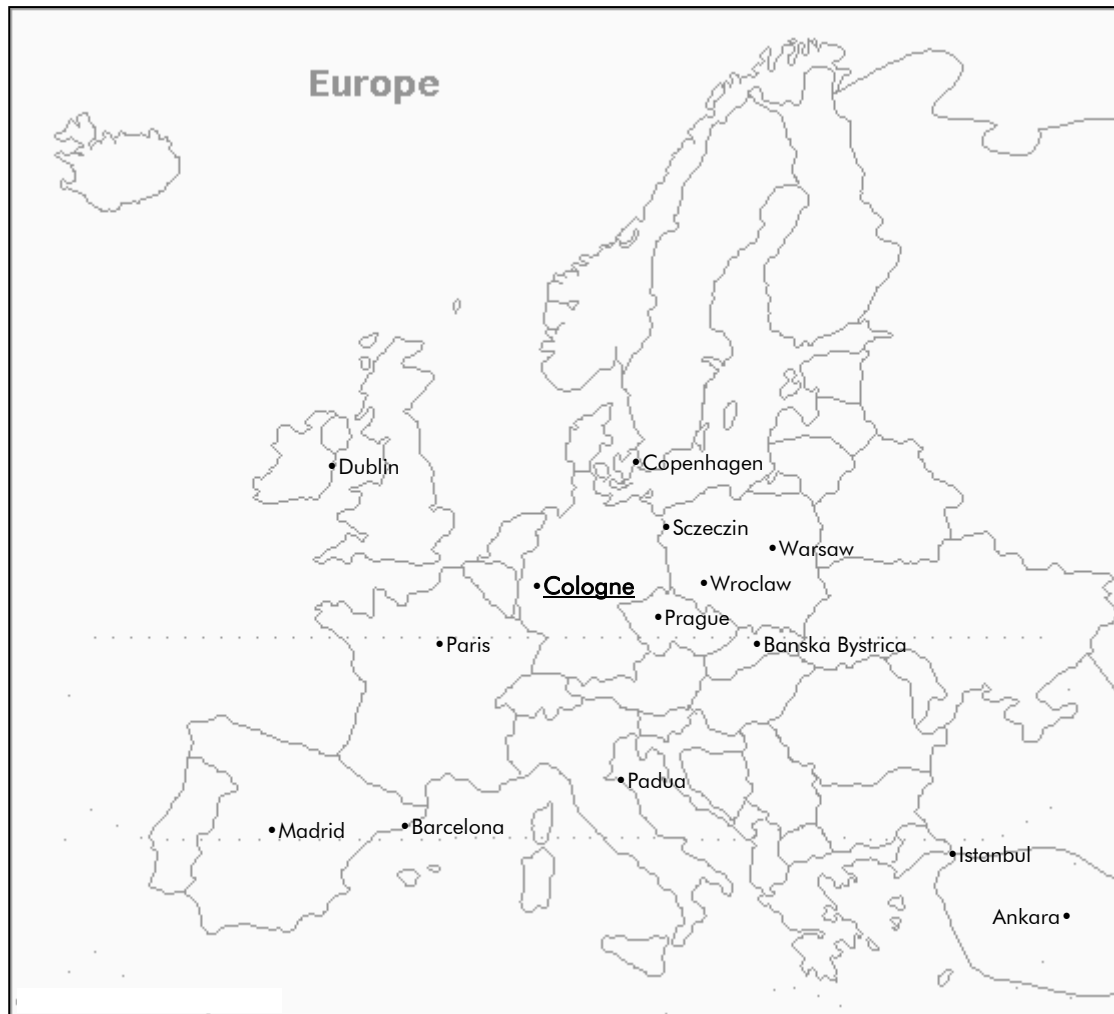 Europe
Dublin
Copenhagen
Sczeczin
Warsaw
Cologne
Wroclaw
Prague
Paris
Banska Bystrica
Padua
Madrid
Barcelona
Istanbul
Ankara